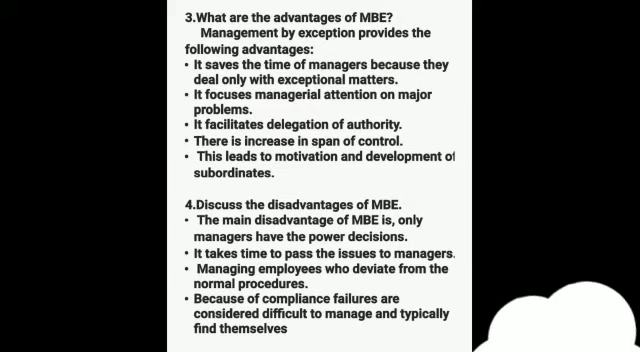 3.What are the advantages of MBE?
Management by exception provides the
following advantages:
• It saves the time of managers because they
deal only with exceptional matters.
• It focuses managerial attention on major
problems.
• It facilitates delegation of authority.
• There is increase in span of control.
• This leads to motivation and development of
subordinates.
4.Discuss the disadvantages of MBE.
• The main disadvantage of MBE is, only
managers have the power decisions.
• It takes time to pass the issues to managers.
• Managing employees who deviate from the
normal procedures.
• Because of compliance failures are
considered difficult to manage and typically
find themselves